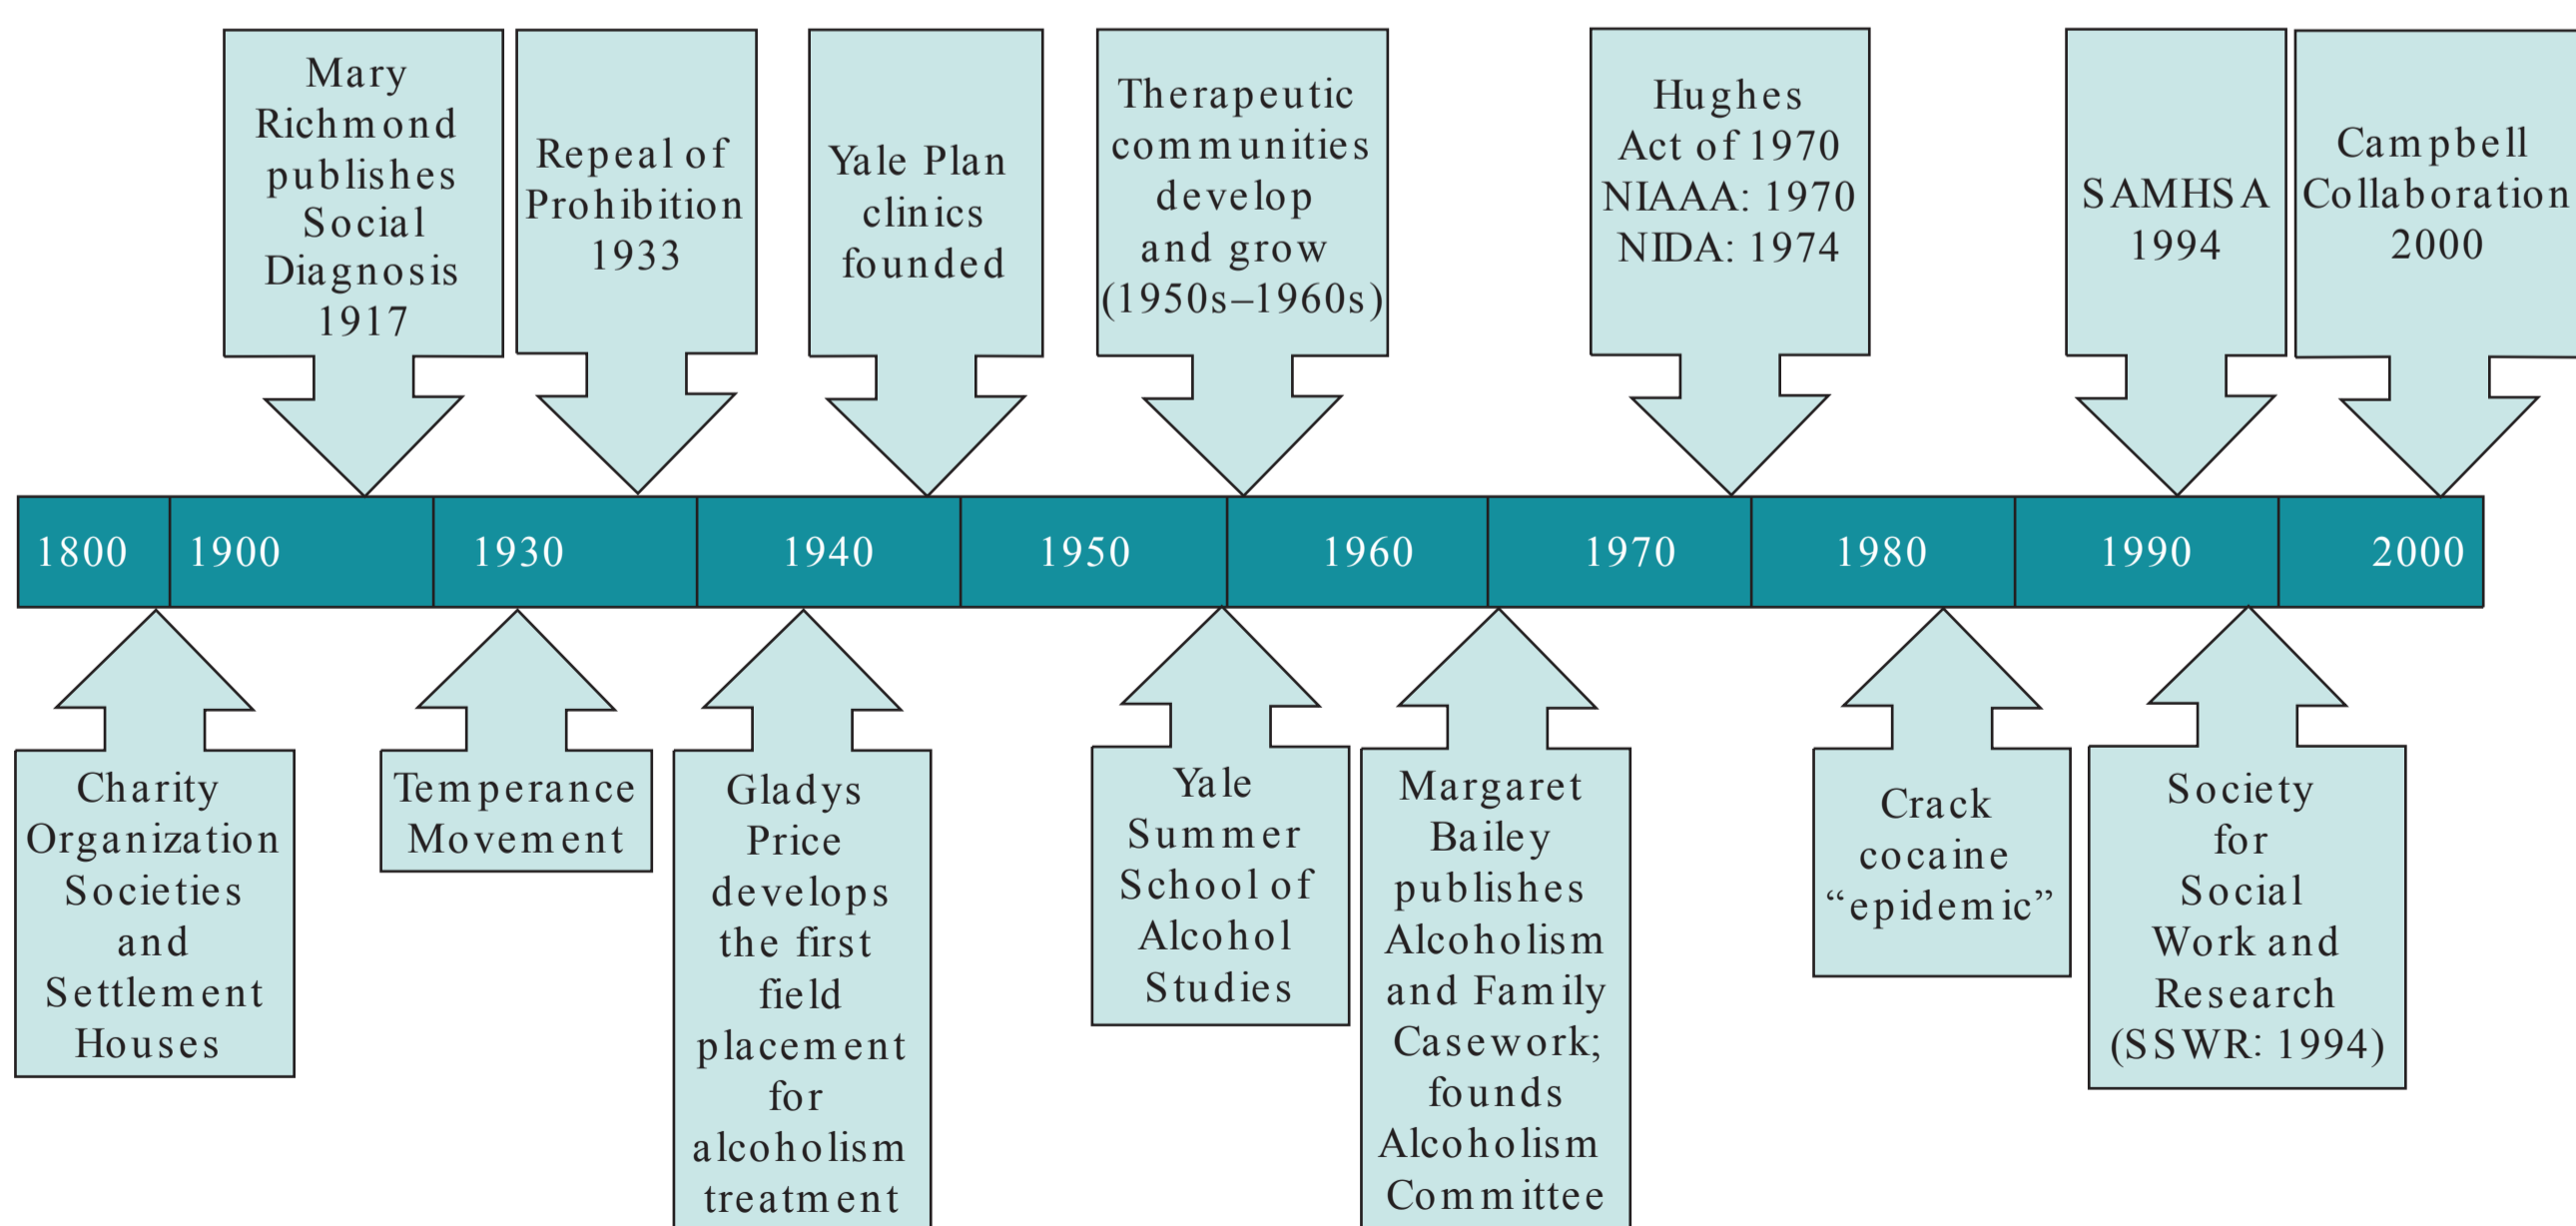 Mary
Richmond
publishes
Social
Diagnosis
1917
Repeal of
Prohibition
1933
Yale Plan
clinics
founded
Therapeutic
communities
develop
and grow
(1950s–1960s)
Hughes
Act of 1970
NIAAA: 1970
NIDA: 1974
SAMHSA
1994
Campbell
Collaboration
2000
1800 1900 1930 1940 1950 1960 1970 1980 1990 2000
Charity
Organization
Societies
and
Settlement
Houses
Temperance
Movement
Gladys
Price
develops
the first
field
placement
for
alcoholism
treatment
Yale
Summer
School of
Alcohol
Studies
Margaret
Bailey
publishes
Alcoholism
and Family
Casework;
founds
Alcoholism
Committee
Crack
cocaine
“epidemic”
Society
for
Social
Work and
Research
(SSWR: 1994)